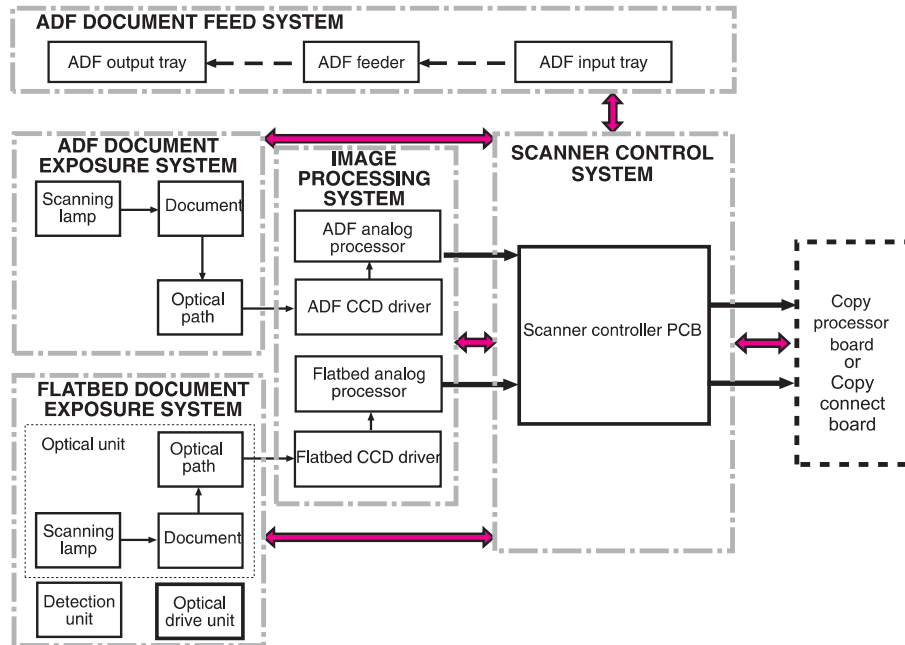 ADF DOCUMENT FEED SYSTEM
ADF output tray
ADF feeder
ADF input tray
ADF DOCUMENT
EXPOSURE SYSTEM
Scanning
lamp
Document
Optical
path
IMAGE
PROCESSING
SYSTEM
ADF analog
processor
ADF CCD driver
Flatbed analog
processor
Flatbed CCD driver
SCANNER CONTROL
SYSTEM
Scanner controller PCB
Copy
processor
board
or
Copy
connect
board
FLATBED DOCUMENT
EXPOSURE SYSTEM
Optical unit
Optical
path
Scanning
lamp
Document
Detection
unit
Optical
drive unit